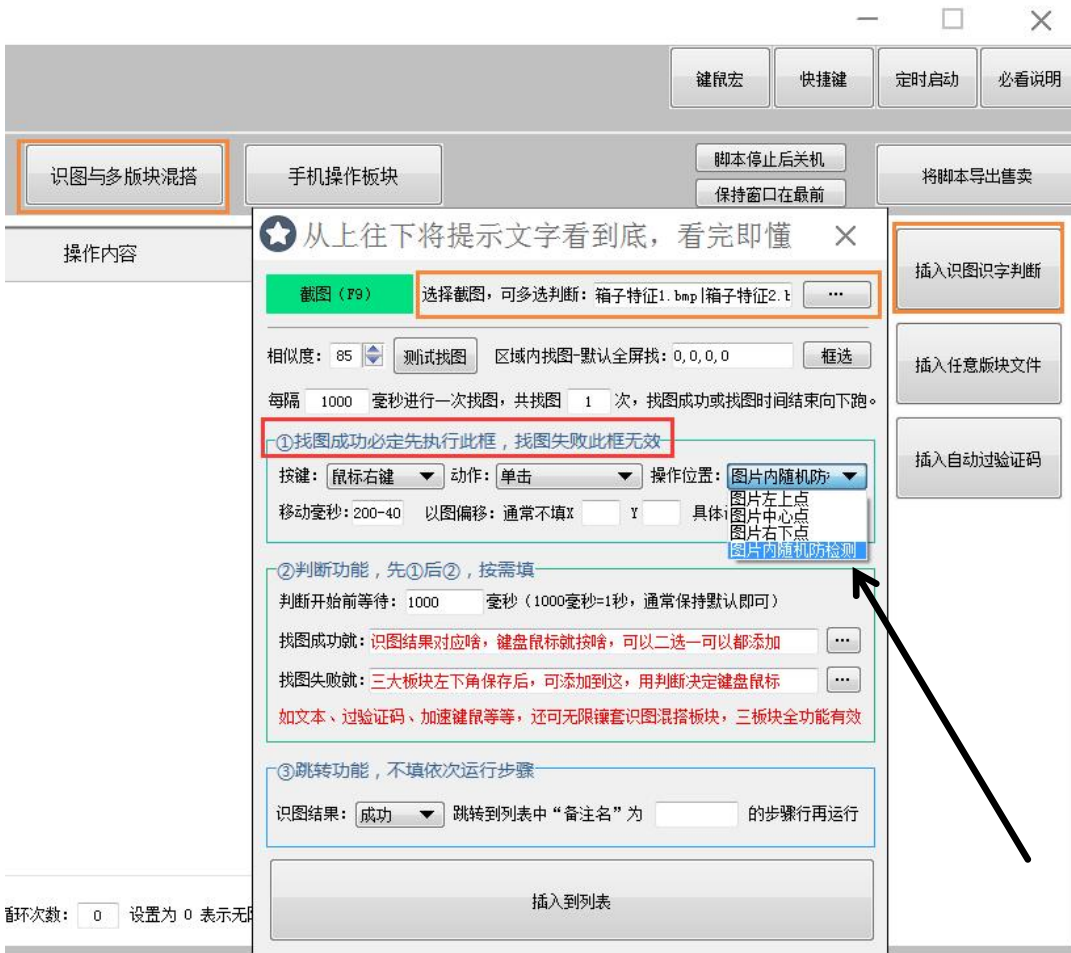 键鼠宏 快捷键 定时启动 必看说明
识图与多版块混搭 手机操作板块 脚本停止后关机 将脚本导出售卖
保持窗口在最前
操作内容
从上往下将提示文字看到底，看完即懂
截图（F9） 选择截图，可多选判断：箱子特征1.bmp|箱子特征2. ...
相似度：85 测试找图 区域内找图-默认全屏找：0,0,0,0 框选
每隔 1000 毫秒进行一次找图，共找图 1 次，找图成功或找图时间结束向下跑。
①找图成功必定先执行此框，找图失败此框无效
按键：鼠标右键 动作：单击 操作位置：图片内随机防
图片左上点
移动毫秒：200-40 以图偏移：通常不填X Y 具体
图片中心点
图片右下点
图片内随机防检测
②判断功能，先①后②，按需填
判断开始前等待：1000 毫秒（1000毫秒=1秒，通常保持默认即可）
找图成功就：识图结果对应啥，键盘鼠标就按啥，可以二选一可以都添加 ...
找图失败就：三大板块左下角保存后，可添加到这，用判断决定键盘鼠标 ...
如文本、过验证码、加速键鼠等等，还可无限镶套识图混搭板块，三板块全功能有效
③跳转功能，不填依次运行步骤
识图结果：成功 跳转到列表中“备注名”为 的步骤行再运行
插入到列表
插入识图识字判断
插入任意版块文件
插入自动过验证码
循环次数： 0 设置为 0 表示无